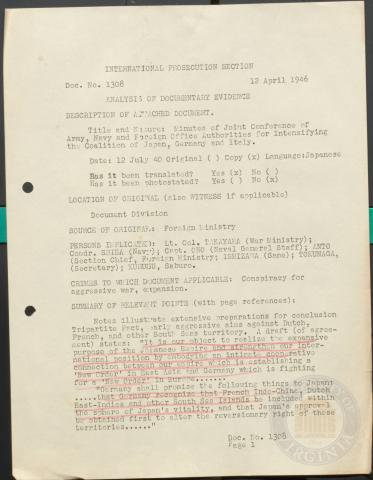 INTERNATIONAL PROSECUTION SECTION
Doc. No. 1308 12 April 1946
ANALYSIS OF DOCUMENTARY EVIDENCE
DESCRIPTION OF ATTACHED DOCUMENT.
Title and Nature: Minutes of Joint Conference of
Army, Navy and Foreign Office Authorities for Intensifying
the Coalition of Japan, Germany and Italy.
Date: 12 July 40 Original ( ) Copy (x) Language:Japanese
Has it been translated? Yes (x) No ( )
Has it been photostated? Yes ( ) No (x)
LOCATION OF ORIGINAL (also WITNESS if applicable)
Document Division
SOURCE OF ORIGINAL: Foreign Ministry
PERSONS IMPLICATED: Lt. Col. TAKAYAMA (War Ministry);
Comdr. SHIBA (Navy); Capt. ONO (Naval General Staff); ANTO
(Section Chief, Foreign Ministry; ISHIZAWA (Same); TOKUNAGA,
(Secretary); KURUSU, Saburo.
CRIMES TO WHICH DOCUMENT APPLICABLE: Conspiracy for
aggressive war, expansion.
SUMMARY OF RELEVANT POINTS (with page references):
Notes illustrate extensive preparations for conclusion
Tripartite Pact, early aggressive aims against Dutch,
French, and other South Seas territory. A draft (of agree-
ment) states: "It is our object to realize the expansive
purpose of the Japanese Empire and strengthen our inter-
national position by embodying an intimate cooperative
connection between our empire which is establishing a
'New Order' in East Asia and Germany which is fighting
for a 'New Order' in Europe.......
"Germany shall recognize the following things to Japan:
.....that Germany recognize that French Indo-China, Dutch
East-Indies and other South Sea Islands be included within
the sphere of Japan's vitality, and that Japan's approval
be obtained first to alter the reversionary right of these
territories......"
Doc. No. 1308
Page 1
VIRGINIA